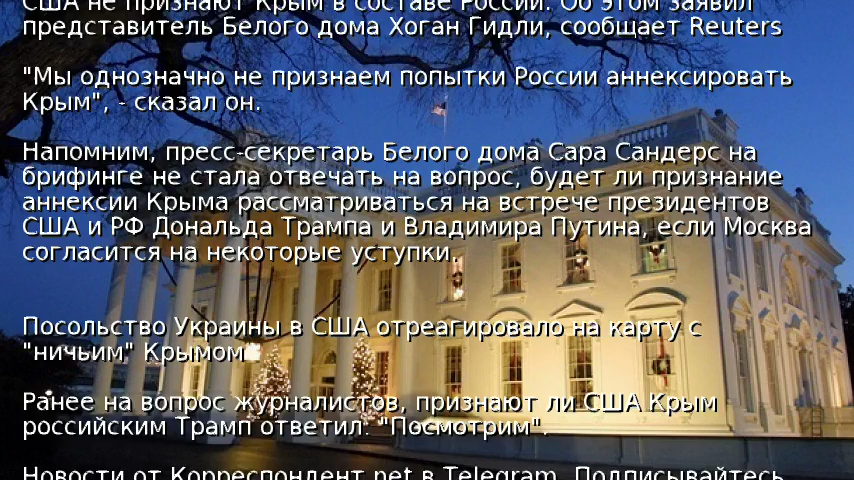 США не признают Крым в составе России. Об этом заявил
представитель Белого дома Хоган Гидли, сообщает Reuters
"Мы однозначно не признаем попытки России аннексировать
Крым", - сказал он.
Напомним, пресс-секретарь Белого дома Сара Сандерс на
брифинге не стала отвечать на вопрос, будет ли признание
аннексии Крыма рассматриваться на встрече президентов
США и РФ Дональда Трампа и Владимира Путина, если Москва
согласится на некоторые уступки.
Посольство Украины в США отреагировало на карту с
"ничьим" Крымом
Ранее на вопрос журналистов, признают ли США Крым
российским Трамп ответил: "Посмотрим".
Новости от Корреспондент.net в Telegram. Подписывайтесь